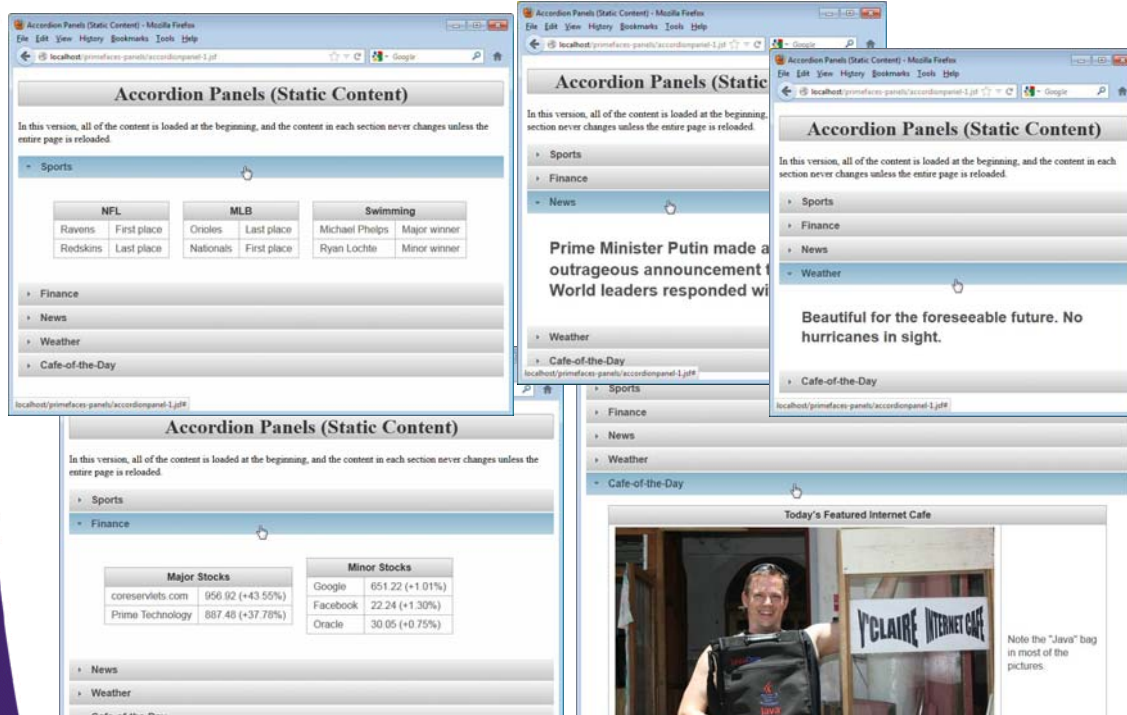 Accordion Panels (Static Content) - Mozilla Firefox
File Edit View History Bookmarks Tools Help
localhost/primefaces-panels/accordionpanel-1.jsf
Google
Accordion Panels (Static Content)
In this version, all of the content is loaded at the beginning, and the content in each section never changes unless the
entire page is reloaded.
Sports
NFL
Ravens First place
Redskins Last place
MLB
Orioles Last place
Nationals First place
Swimming
Michael Phelps Major winner
Ryan Lochte Minor winner
Finance
News
Weather
Cafe-of-the-Day
localhost/primefaces-panels/accordionpanel-1.jsf#
Accordion Panels (Static Content) - Mozilla Firefox
File Edit View History Bookmarks Tools Help
localhost/primefaces-panels/accordionpanel-1.jsf
Google
Accordion Panels (Static
In this version, all of the content is loaded at the beginning,
section never changes unless the entire page is reloaded.
Sports
Finance
News
Prime Minister Putin made a
outrageous announcement
World leaders responded wi
Weather
Cafe-of-the-Day
localhost/primefaces-panels/accordionpanel-1.jsf#
Accordion Panels (Static Content) - Mozilla Firefox
File Edit View History Bookmarks Tools Help
localhost/primefaces-panels/accordionpanel-1.jsf
Google
Accordion Panels (Static Content)
In this version, all of the content is loaded at the beginning, and the content in each
section never changes unless the entire page is reloaded.
Sports
Finance
News
Weather
Beautiful for the foreseeable future. No
hurricanes in sight.
Cafe-of-the-Day
localhost/primefaces-panels/accordionpanel-1.jsf#
Accordion Panels (Static Content)
In this version, all of the content is loaded at the beginning, and the content in each section never changes unless the
entire page is reloaded.
Sports
Finance
Major Stocks
coreservlets.com 956.92 (+43.55%)
Prime Technology 887.48 (+37.78%)
Minor Stocks
Google 651.22 (+1.01%)
Facebook 22.24 (+1.30%)
Oracle 30.05 (+0.75%)
News
Weather
Sports
Finance
News
Weather
Cafe-of-the-Day
Today's Featured Internet Cafe
Y'CLAIRE INTERNET CAFE
Java
Note the "Java" bag
in most of the
pictures.